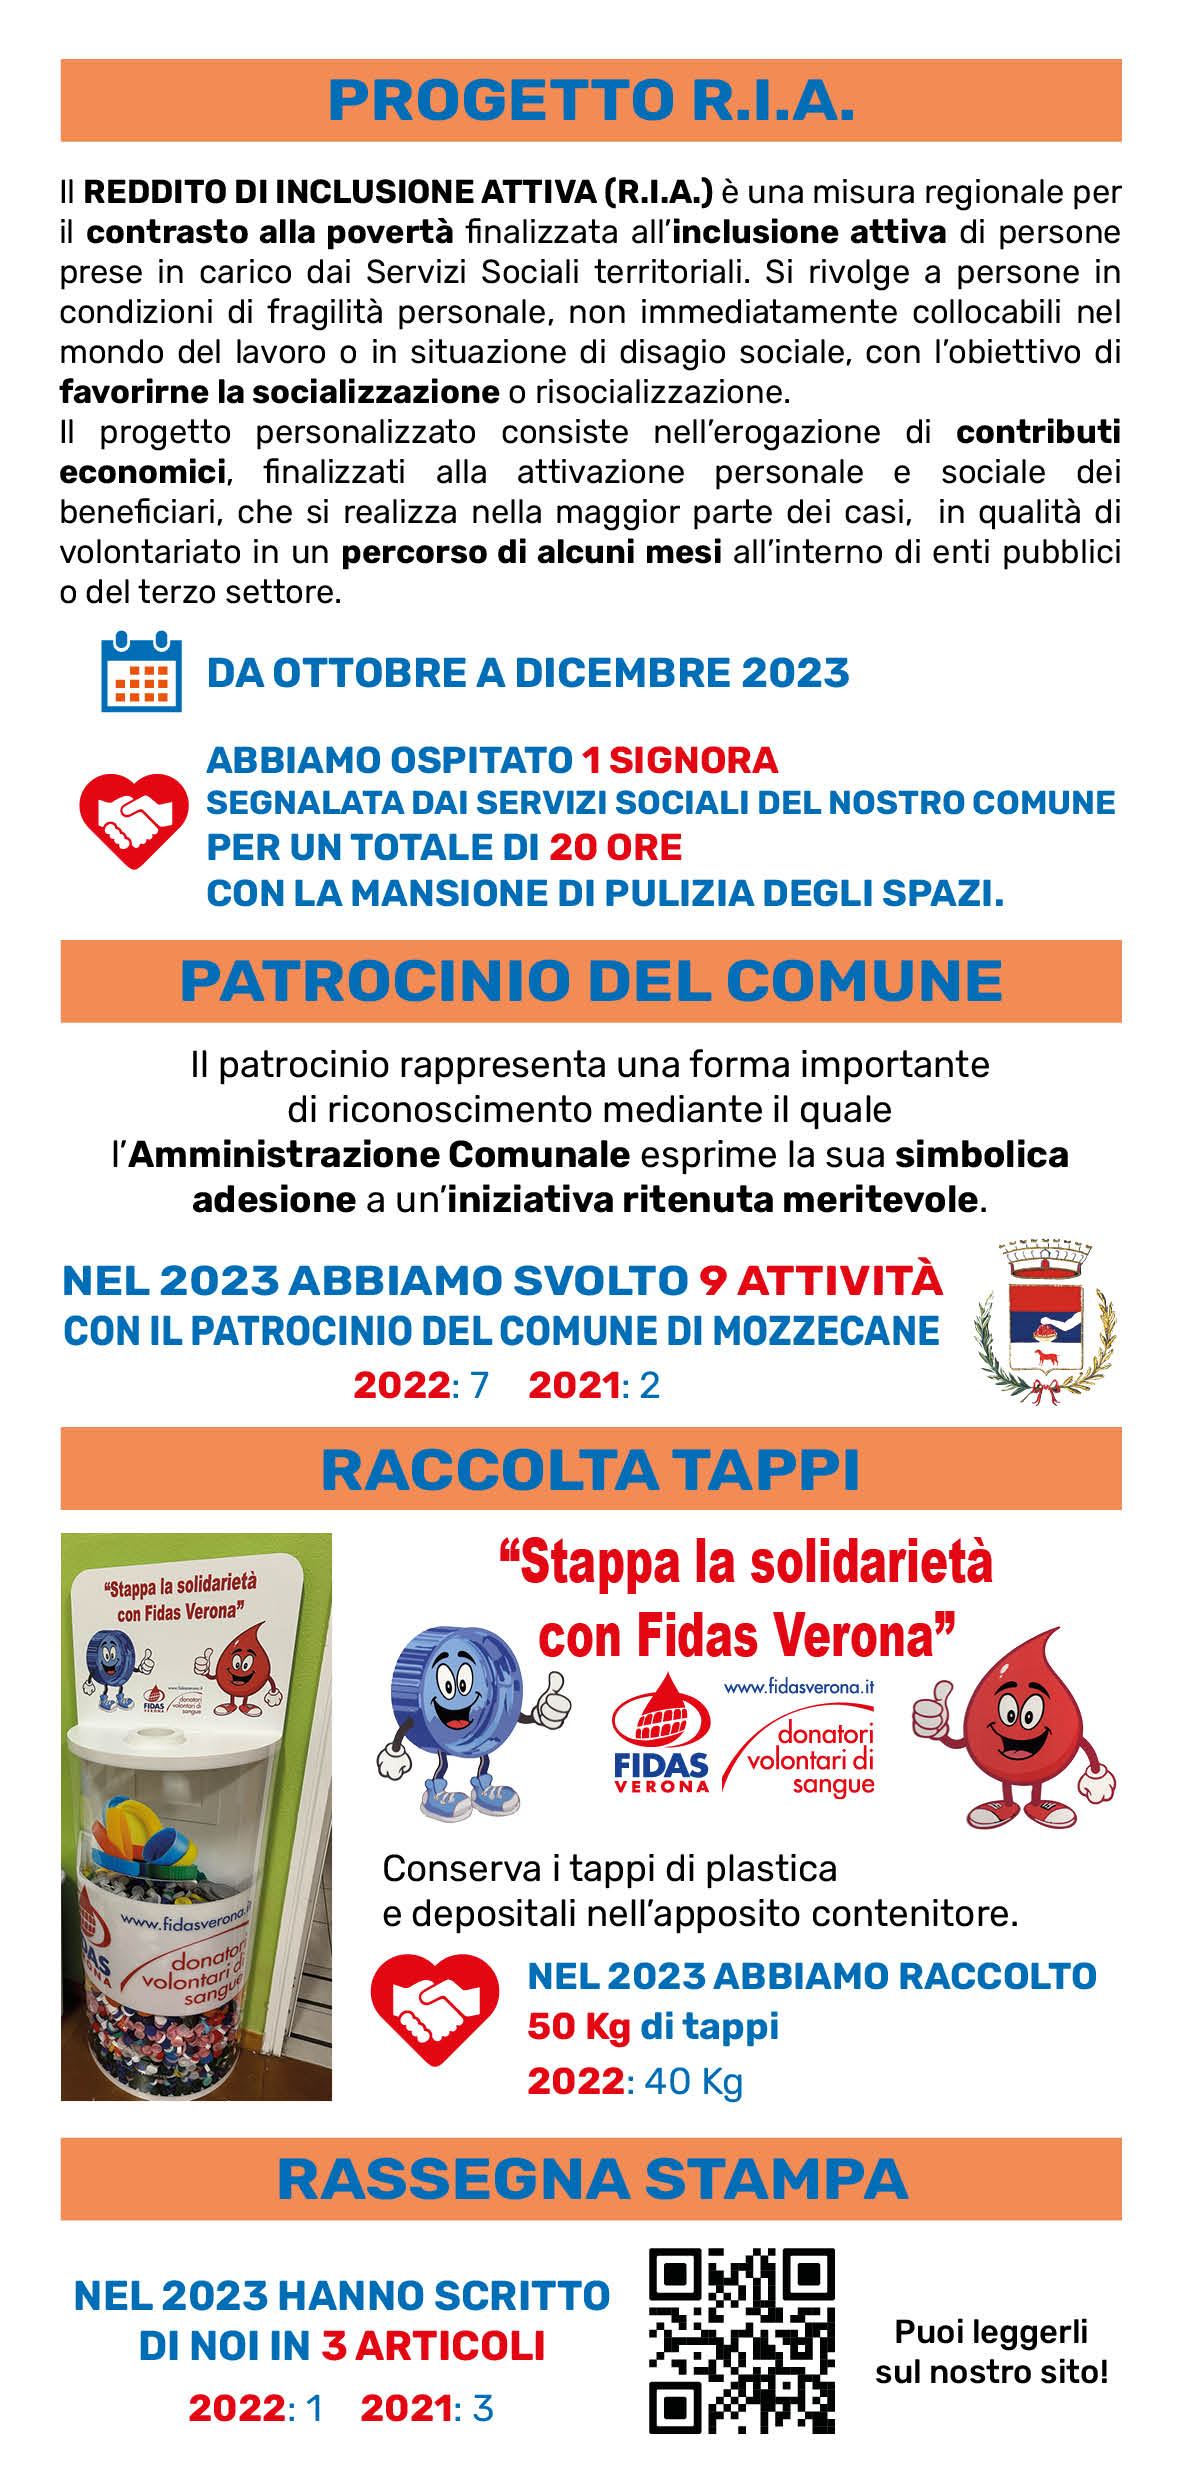 PROGETTO R.I.A.
Il REDDITO DI INCLUSIONE ATTIVA (R.I.A.) è una misura regionale per
il contrasto alla povertà finalizzata all’inclusione attiva di persone
prese in carico dai Servizi Sociali territoriali. Si rivolge a persone in
condizioni di fragilità personale, non immediatamente collocabili nel
mondo del lavoro o in situazione di disagio sociale, con l’obiettivo di
favorirne la socializzazione o risocializzazione.
Il progetto personalizzato consiste nell’erogazione di contributi
economici, finalizzati alla attivazione personale e sociale dei
beneficiari, che si realizza nella maggior parte dei casi, in qualità di
volontariato in un percorso di alcuni mesi all’interno di enti pubblici
o del terzo settore.
DA OTTOBRE A DICEMBRE 2023
ABBIAMO OSPITATO 1 SIGNORA
SEGNALATA DAI SERVIZI SOCIALI DEL NOSTRO COMUNE
PER UN TOTALE DI 20 ORE
CON LA MANSIONE DI PULIZIA DEGLI SPAZI.
PATROCINIO DEL COMUNE
Il patrocinio rappresenta una forma importante
di riconoscimento mediante il quale
l’Amministrazione Comunale esprime la sua simbolica
adesione a un’iniziativa ritenuta meritevole.
NEL 2023 ABBIAMO SVOLTO 9 ATTIVITÀ
CON IL PATROCINIO DEL COMUNE DI MOZZECANE
2022: 7 2021: 2
RACCOLTA TAPPI
“Stappa la solidarietà
con Fidas Verona”
www.fidasverona.it
FIDAS
VERONA
donatori
volontari di
sangue
“Stappa la solidarietà
con Fidas Verona”
www.fidasverona.it
FIDAS
VERONA
donatori
volontari di
sangue
www.fidasverona.it
DAS
donatori
volontari di
sangue
Conserva i tappi di plastica
e depositali nell’apposito contenitore.
NEL 2023 ABBIAMO RACCOLTO
50 Kg di tappi
2022: 40 Kg
RASSEGNA STAMPA
NEL 2023 HANNO SCRITTO
DI NOI IN 3 ARTICOLI
2022: 1 2021: 3
Puoi leggerli
sul nostro sito!